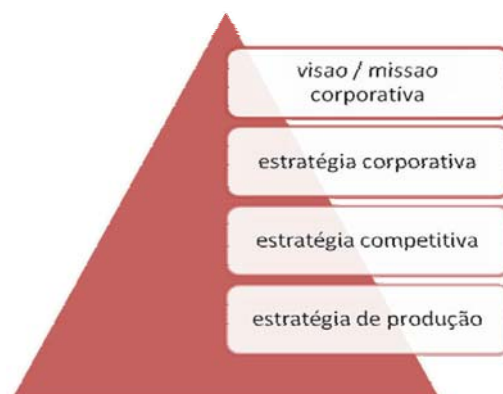 visao / missao
corporativa
estratégia corporativa
estratégia competitiva
estratégia de produção